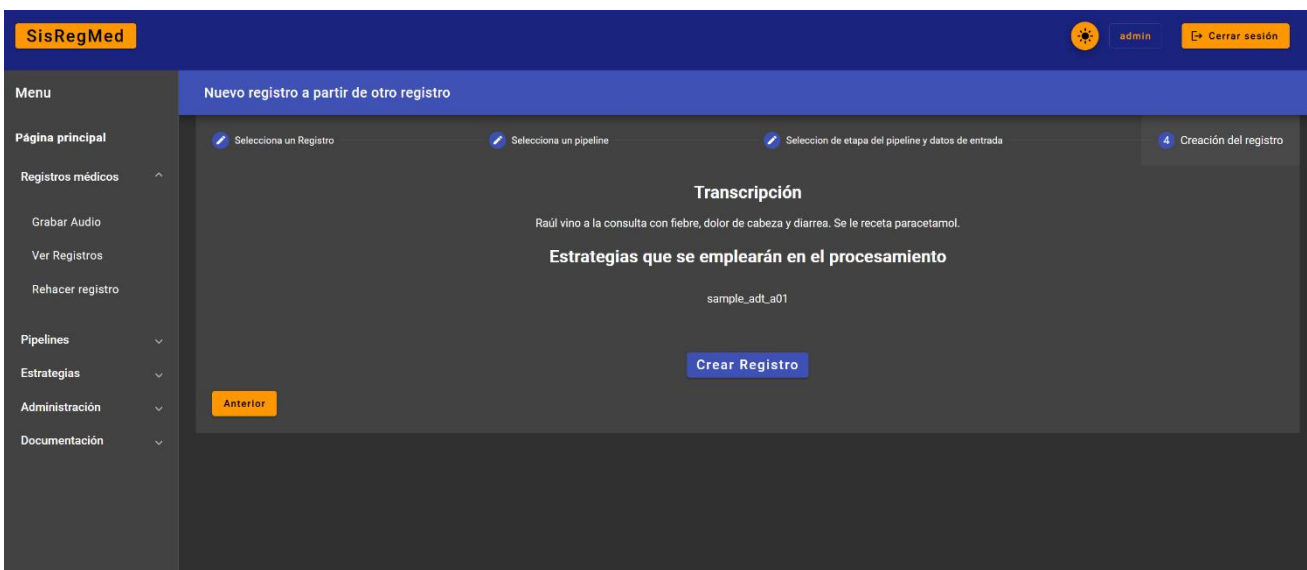 SisRegMed
admin
Cerrar sesión
Menu
Nuevo registro a partir de otro registro
Página principal
Registros médicos
Grabar Audio
Ver Registros
Rehacer registro
Pipelines
Estrategias
Administración
Documentación
Selecciona un Registro
Selecciona un pipeline
Seleccion de etapa del pipeline y datos de entrada
4 Creación del registro
Transcripción
Raúl vino a la consulta con fiebre, dolor de cabeza y diarrea. Se le receta paracetamol.
Estrategias que se emplearán en el procesamiento
sample_adt_a01
Crear Registro
Anterior